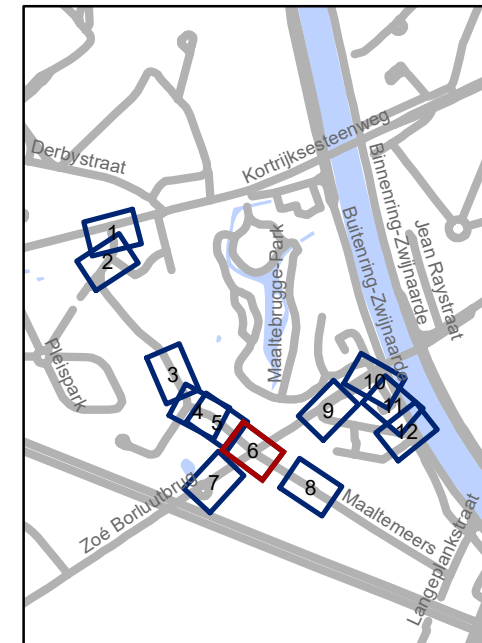 Derbystraat
Kortrijksesteenweg
Binnenring-Zwijnaarde
Jean Raystraat
Buitenring-Zwijnaarde
Maaltebrugge-Park
Pleispark
1
2
3
4
5
6
7
8
9
10
11
12
Zoé Borluutbrug
Maaltemeers
Langeplankstraat